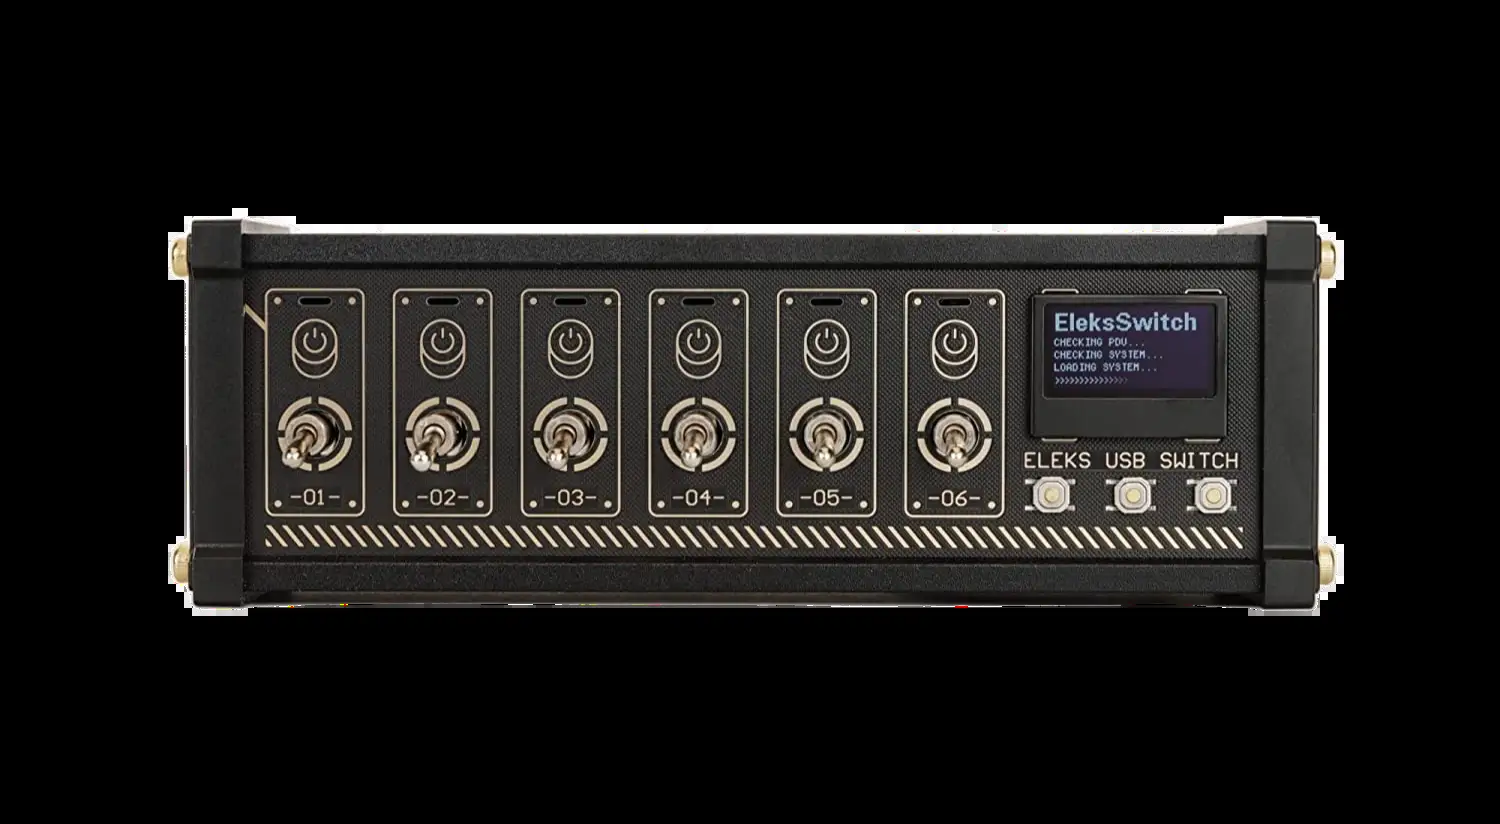 EleksSwitch
CHECKING PDU...
CHECKING SYSTEM...
LOADING SYSTEM...
>>>>>>>>>>>>>>>
ELEKS USB SWITCH
-01-
-02-
-03-
-04-
-05-
-06-